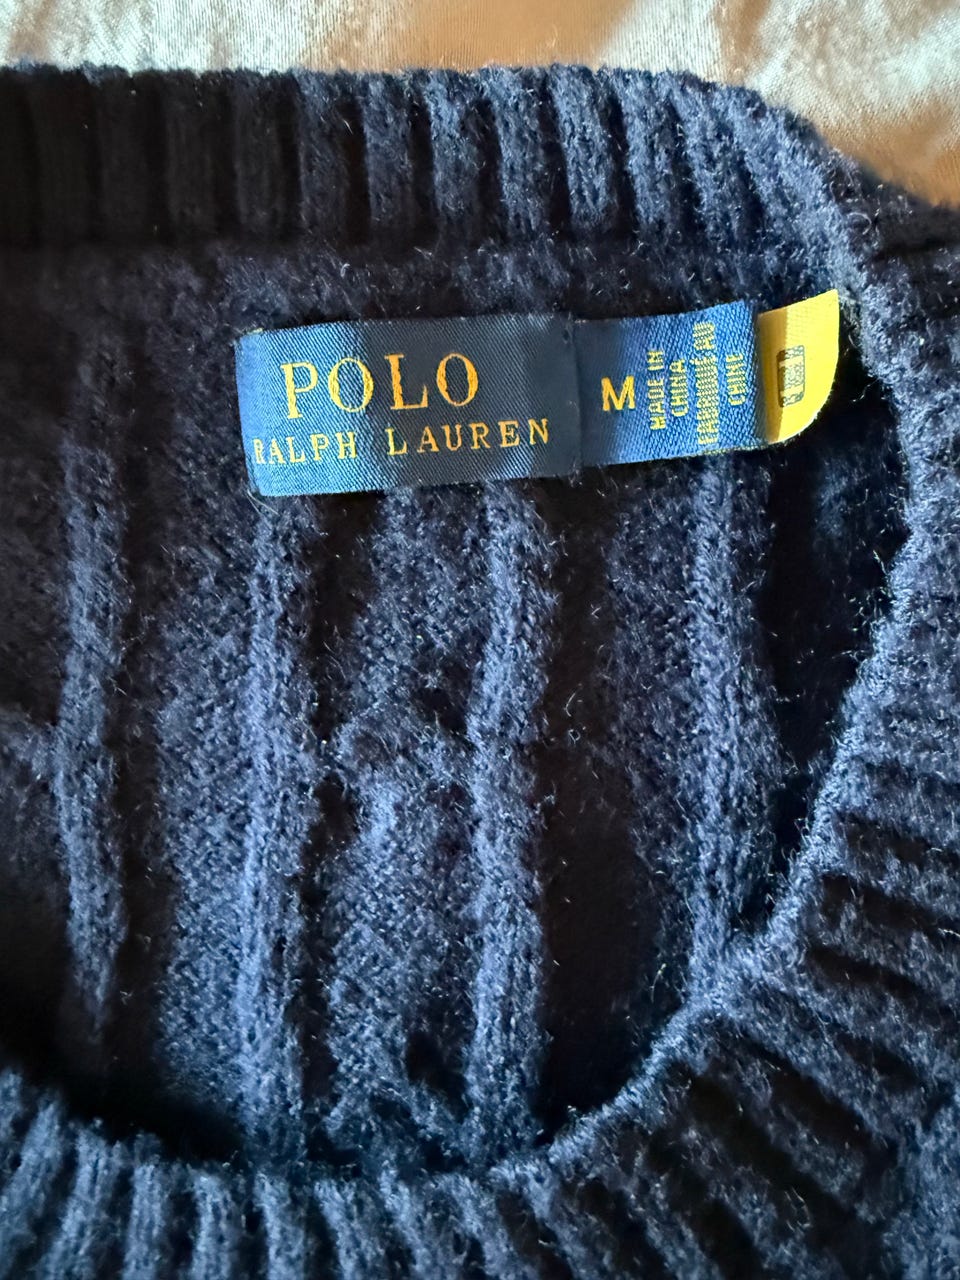 POLO
RALPH LAUREN
M
MADE IN
CHINA
FABRIQUÉ AU
CHINE